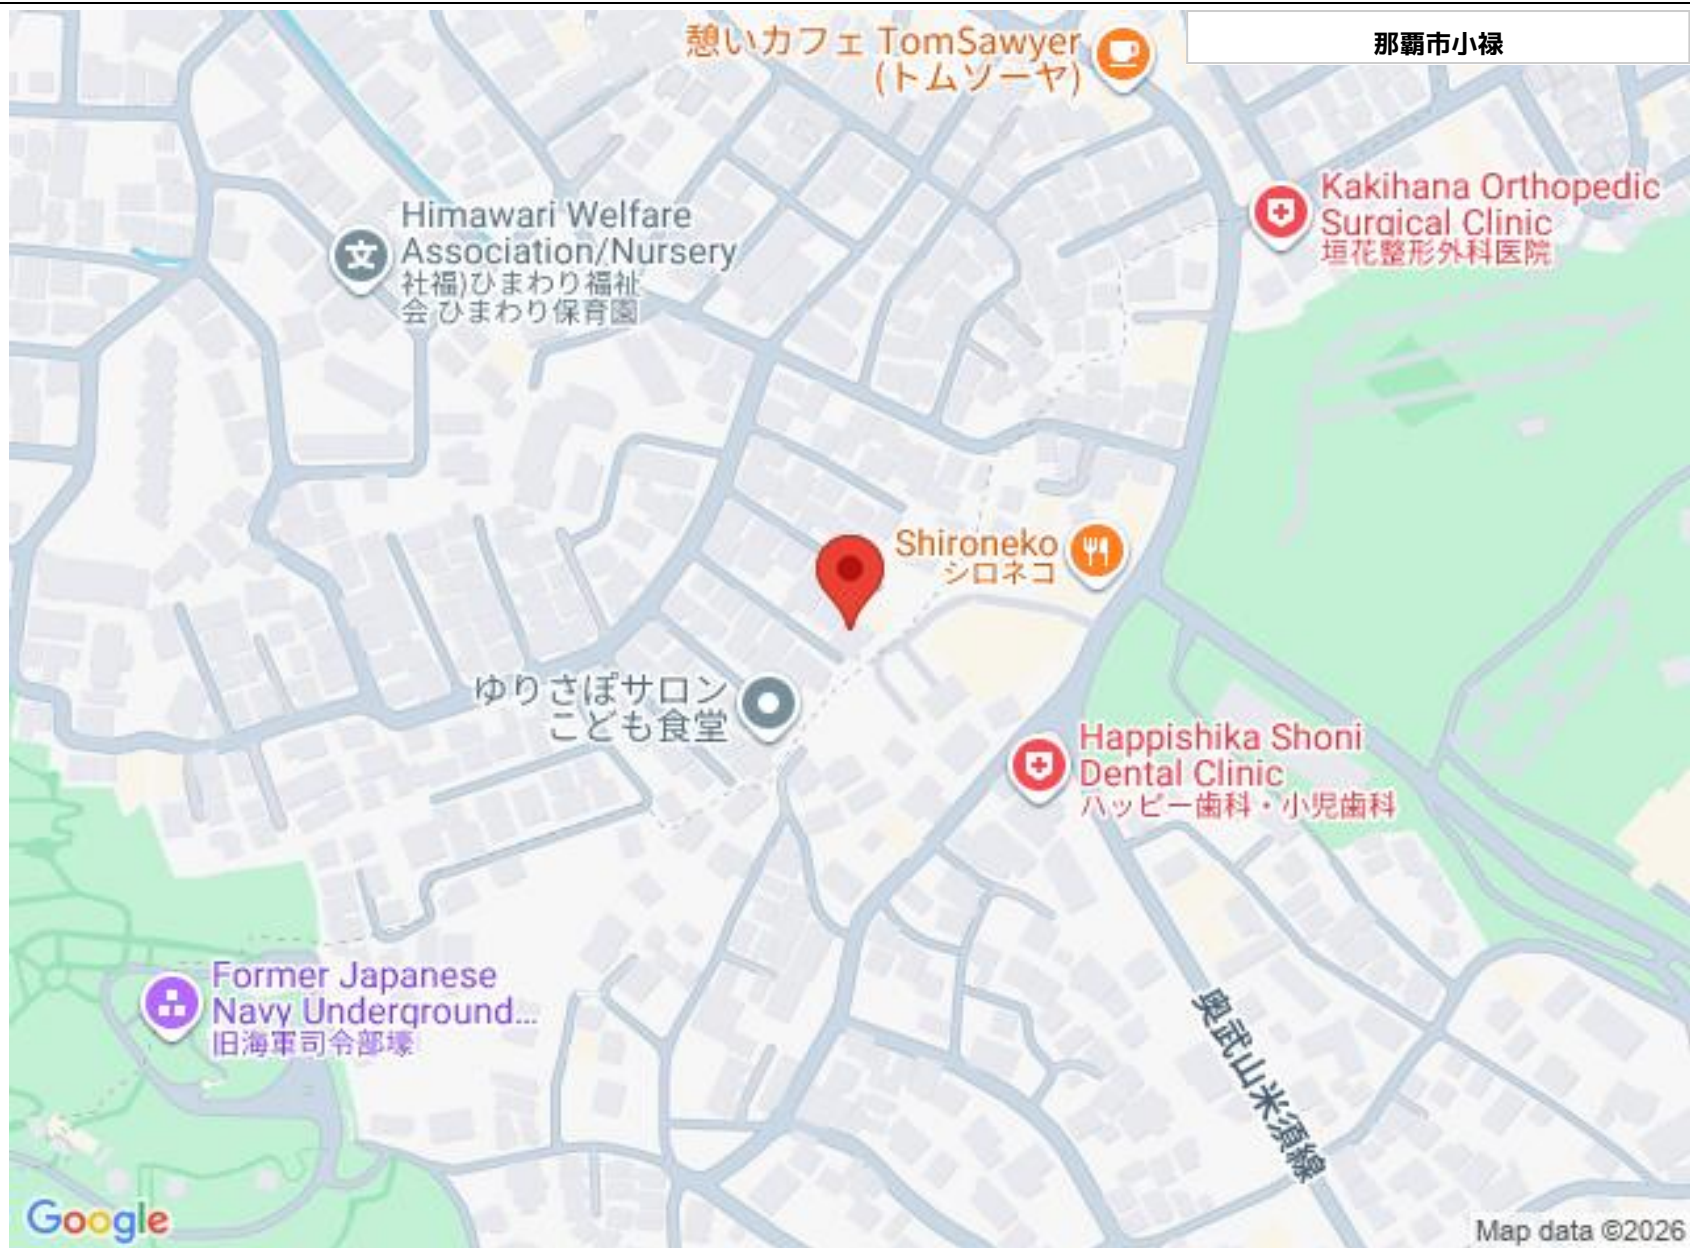 憩いカフェ TomSawyer
(トムソーヤ)
那覇市小禄
Kakihana Orthopedic
Surgical Clinic
垣花整形外科医院
Himawari Welfare
Association/Nursery
社福)ひまわり福祉
会 ひまわり保育園
Shironeko
シロネコ
ゆりさぽサロン
こども食堂
Happishika Shoni
Dental Clinic
ハッピー歯科・小児歯科
Former Japanese
Navy Underground...
旧海軍司令部壕
奥武山米須線
Google
Map data ©2026